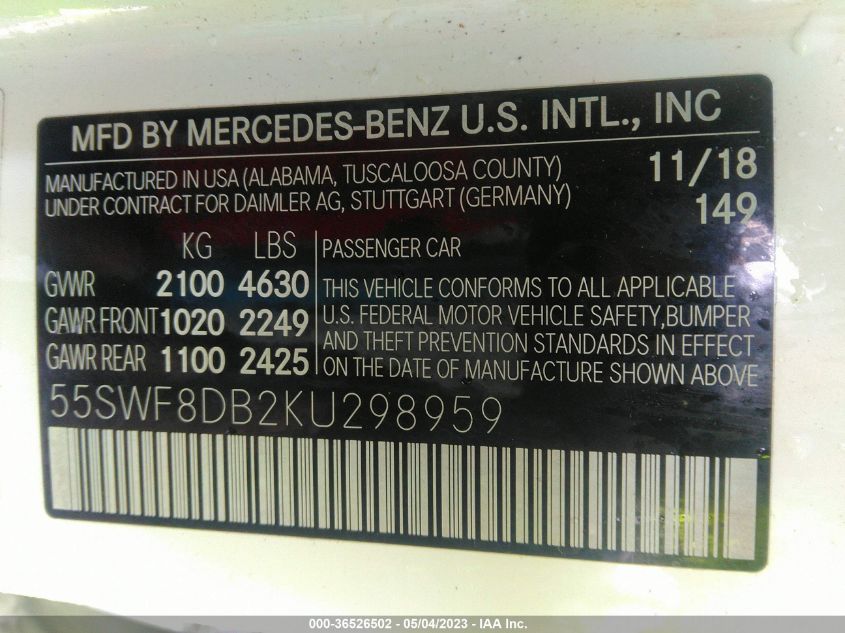 MFD BY MERCEDES-BENZ U.S. INTL., INC
MANUFACTURED IN USA (ALABAMA, TUSCALOOSA COUNTY) 11/18
UNDER CONTRACT FOR DAIMLER AG, STUTTGART (GERMANY) 149
KG LBS
GVWR 2100 4630
GAWR FRONT 1020 2249
GAWR REAR 1100 2425
PASSENGER CAR
THIS VEHICLE CONFORMS TO ALL APPLICABLE
U.S. FEDERAL MOTOR VEHICLE SAFETY,BUMPER
AND THEFT PREVENTION STANDARDS IN EFFECT
ON THE DATE OF MANUFACTURE SHOWN ABOVE.
55SWF8DB2KU298959
000-36526502 - 05/04/2023 - IAA Inc.